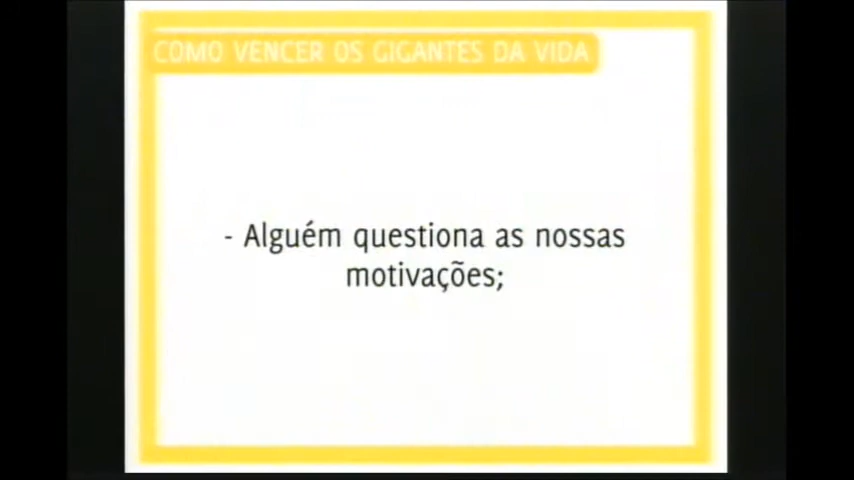 COMO VENCER OS GIGANTES DA VIDA
- Alguém questiona as nossas
motivações;